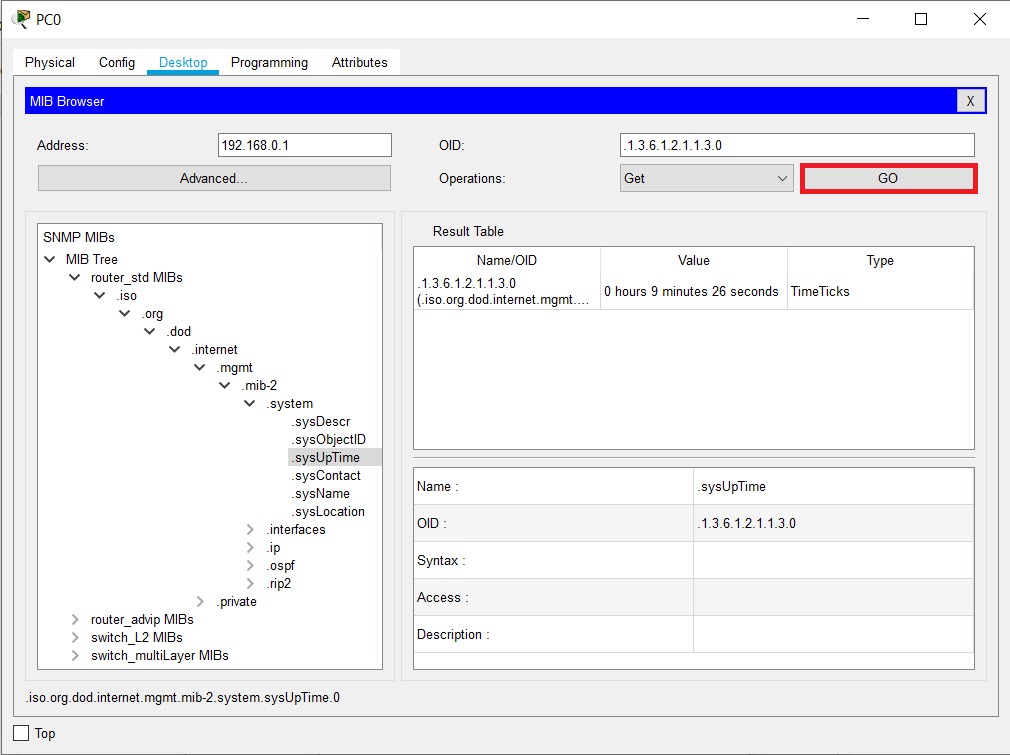 PC0
Physical Config Desktop Programming Attributes
MIB Browser X
Address: 192.168.0.1 OID: .1.3.6.1.2.1.1.3.0
Advanced... Operations: Get GO
SNMP MIBs
MIB Tree
router_std MIBs
.iso
.org
.dod
.internet
.mgmt
.mib-2
.system
.sysDescr
.sysObjectID
.sysUpTime
.sysContact
.sysName
.sysLocation
.interfaces
.ip
.ospf
.rip2
.private
router_advip MIBs
switch_L2 MIBs
switch_multiLayer MIBs
Result Table
Name/OID Value Type
.1.3.6.1.2.1.1.3.0
(.iso.org.dod.internet.mgmt.... 0 hours 9 minutes 26 seconds TimeTicks
Name : .sysUpTime
OID : .1.3.6.1.2.1.1.3.0
Syntax :
Access :
Description :
.iso.org.dod.internet.mgmt.mib-2.system.sysUpTime.0
Top